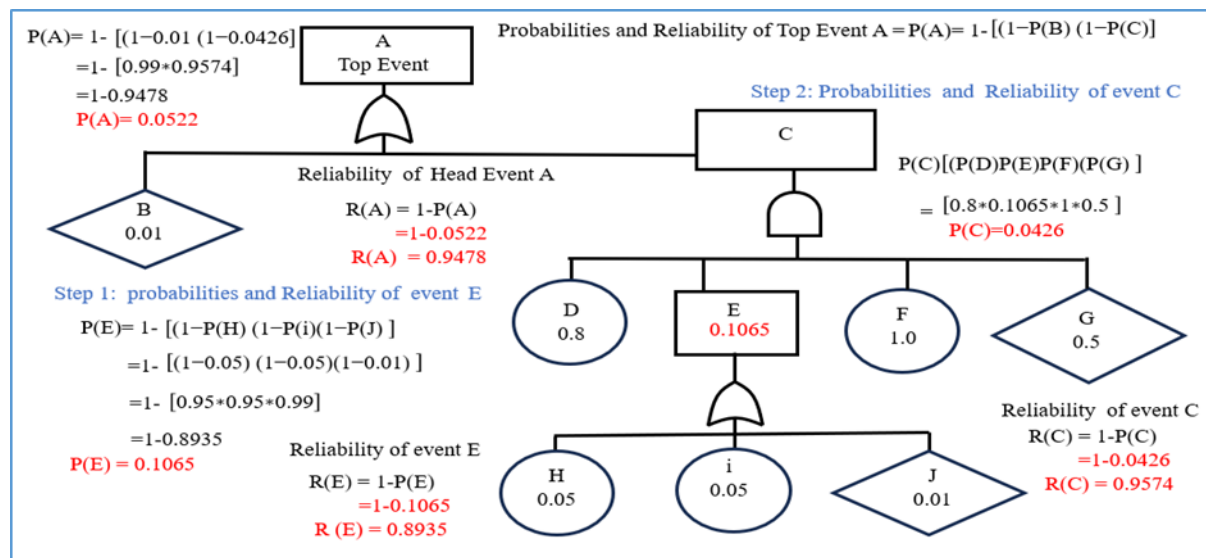 P(A)= 1- [(1−0.01 (1−0.0426]
=1- [0.99*0.9574]
=1-0.9478
P(A)= 0.0522
A
Top Event
Probabilities and Reliability of Top Event A = P(A)= 1- [(1−P(B) (1−P(C)]
Step 2: Probabilities and Reliability of event C
C
P(C)[(P(D)P(E)P(F)(P(G) ]
= [0.8*0.1065*1*0.5 ]
P(C)=0.0426
B
0.01
Reliability of Head Event A
R(A) = 1-P(A)
=1-0.0522
R(A) = 0.9478
Step 1: probabilities and Reliability of event E
P(E)= 1- [(1−P(H) (1−P(i)(1−P(J) ]
=1- [(1−0.05) (1−0.05)(1−0.01) ]
=1- [0.95*0.95*0.99]
=1-0.8935
P(E) = 0.1065
Reliability of event E
R(E) = 1-P(E)
=1-0.1065
R (E) = 0.8935
D
0.8
E
0.1065
F
1.0
G
0.5
H
0.05
i
0.05
J
0.01
Reliability of event C
R(C) = 1-P(C)
=1-0.0426
R(C) = 0.9574